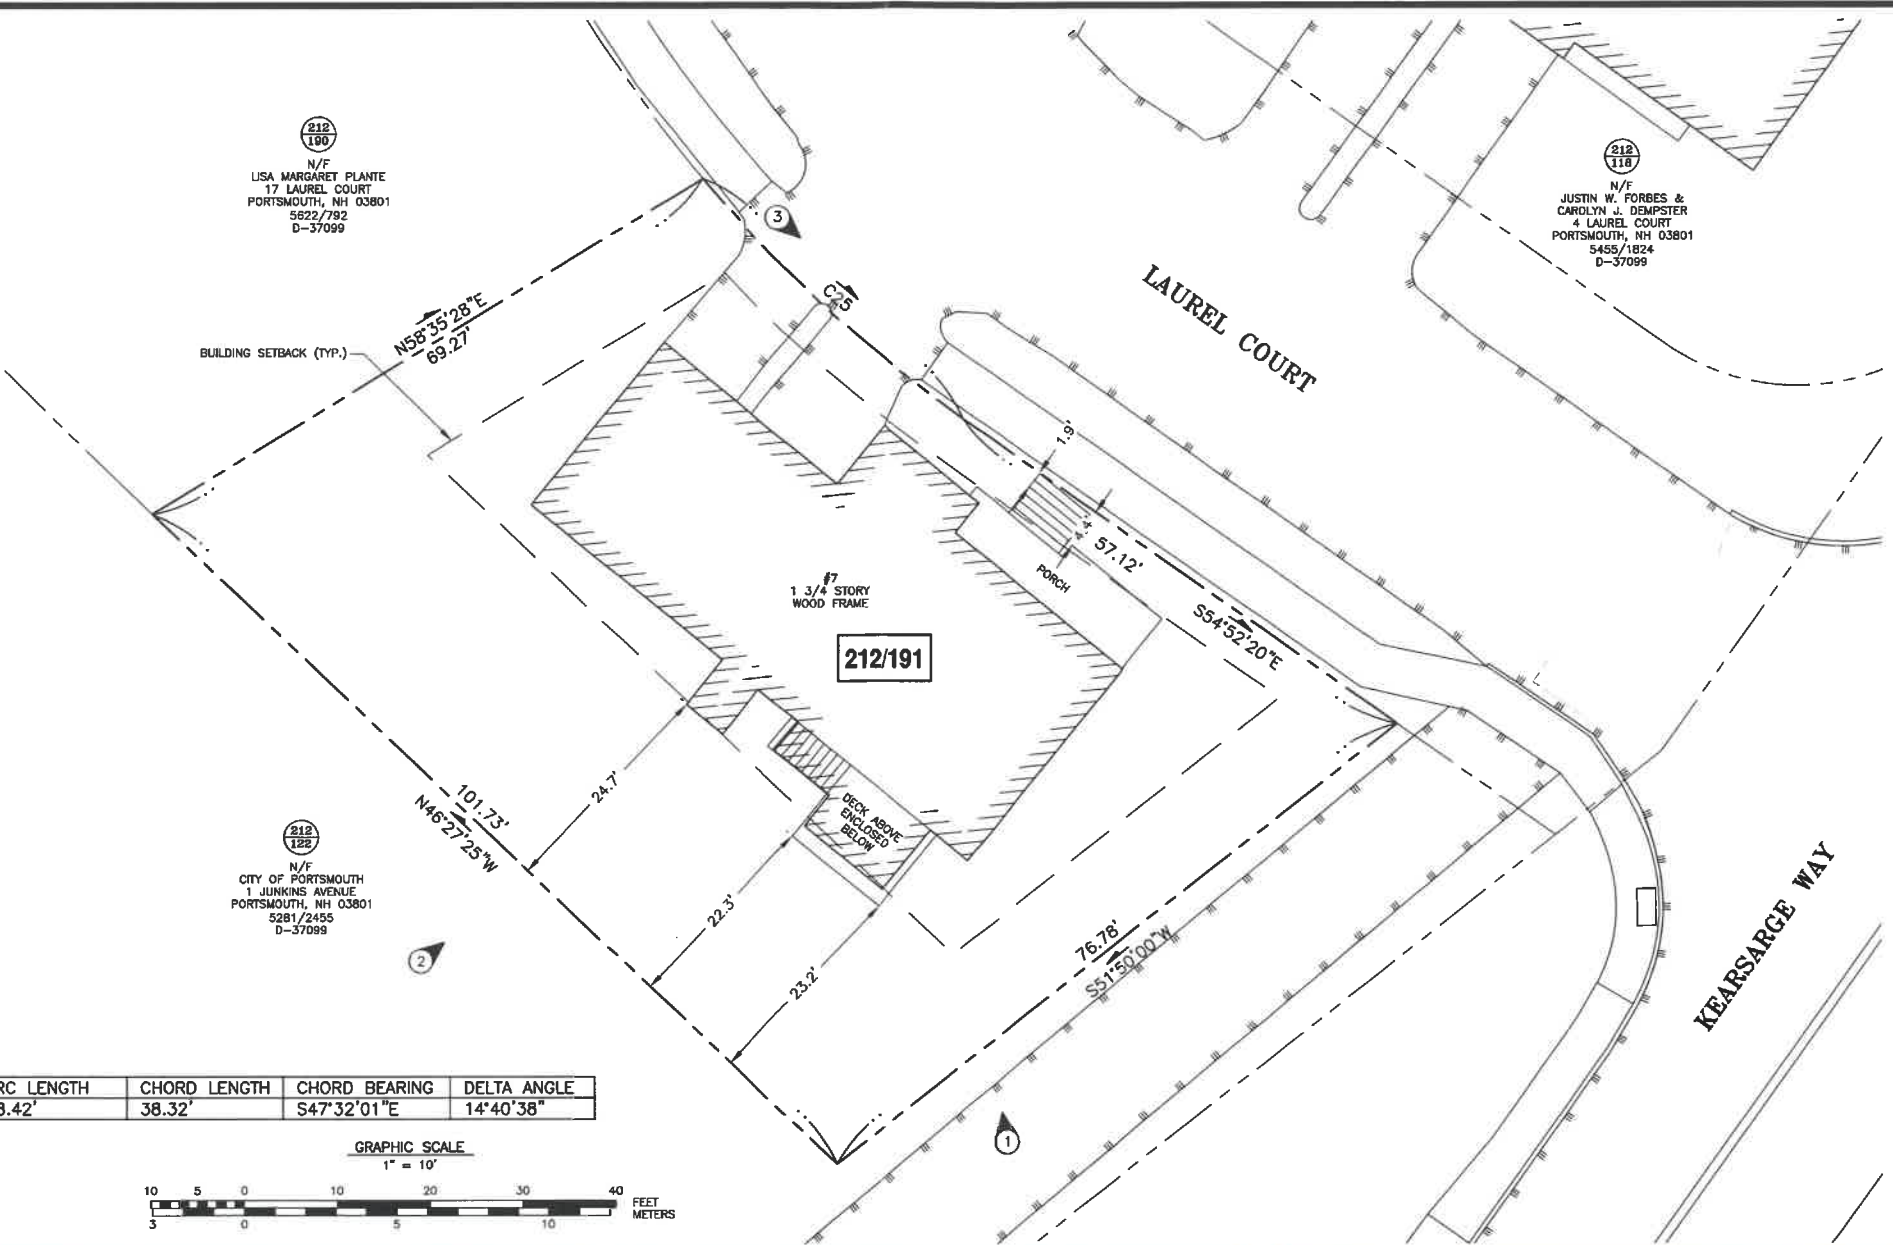 212
190
N/F
LISA MARGARET PLANTE
17 LAUREL COURT
PORTSMOUTH, NH 03801
5622/792
D-37099
212
118
N/F
JUSTIN W. FORBES &
CAROLYN J. DEMPSTER
4 LAUREL COURT
PORTSMOUTH, NH 03801
5455/1824
D-37099
3
C25
LAUREL COURT
N58°35'28"E
69.27'
BUILDING SETBACK (TYP.)
1.9'
4.4'
57.12'
PORCH
S54°52'20"E
#7
1 3/4 STORY
WOOD FRAME
212/191
24.7'
DECK ABOVE
ENCLOSED
BELOW
101.73'
N46°27'25"W
212
122
N/F
CITY OF PORTSMOUTH
1 JUNKINS AVENUE
PORTSMOUTH, NH 03801
5281/2455
D-37099
2
22.3'
23.2'
76.78'
S51°50'00"W
KEARSARGE WAY
1
RC LENGTH CHORD LENGTH CHORD BEARING DELTA ANGLE
8.42' 38.32' S47°32'01"E 14°40'38"
GRAPHIC SCALE
1" = 10'
10 5 0 10 20 30 40
FEET
METERS
3 0 5 10